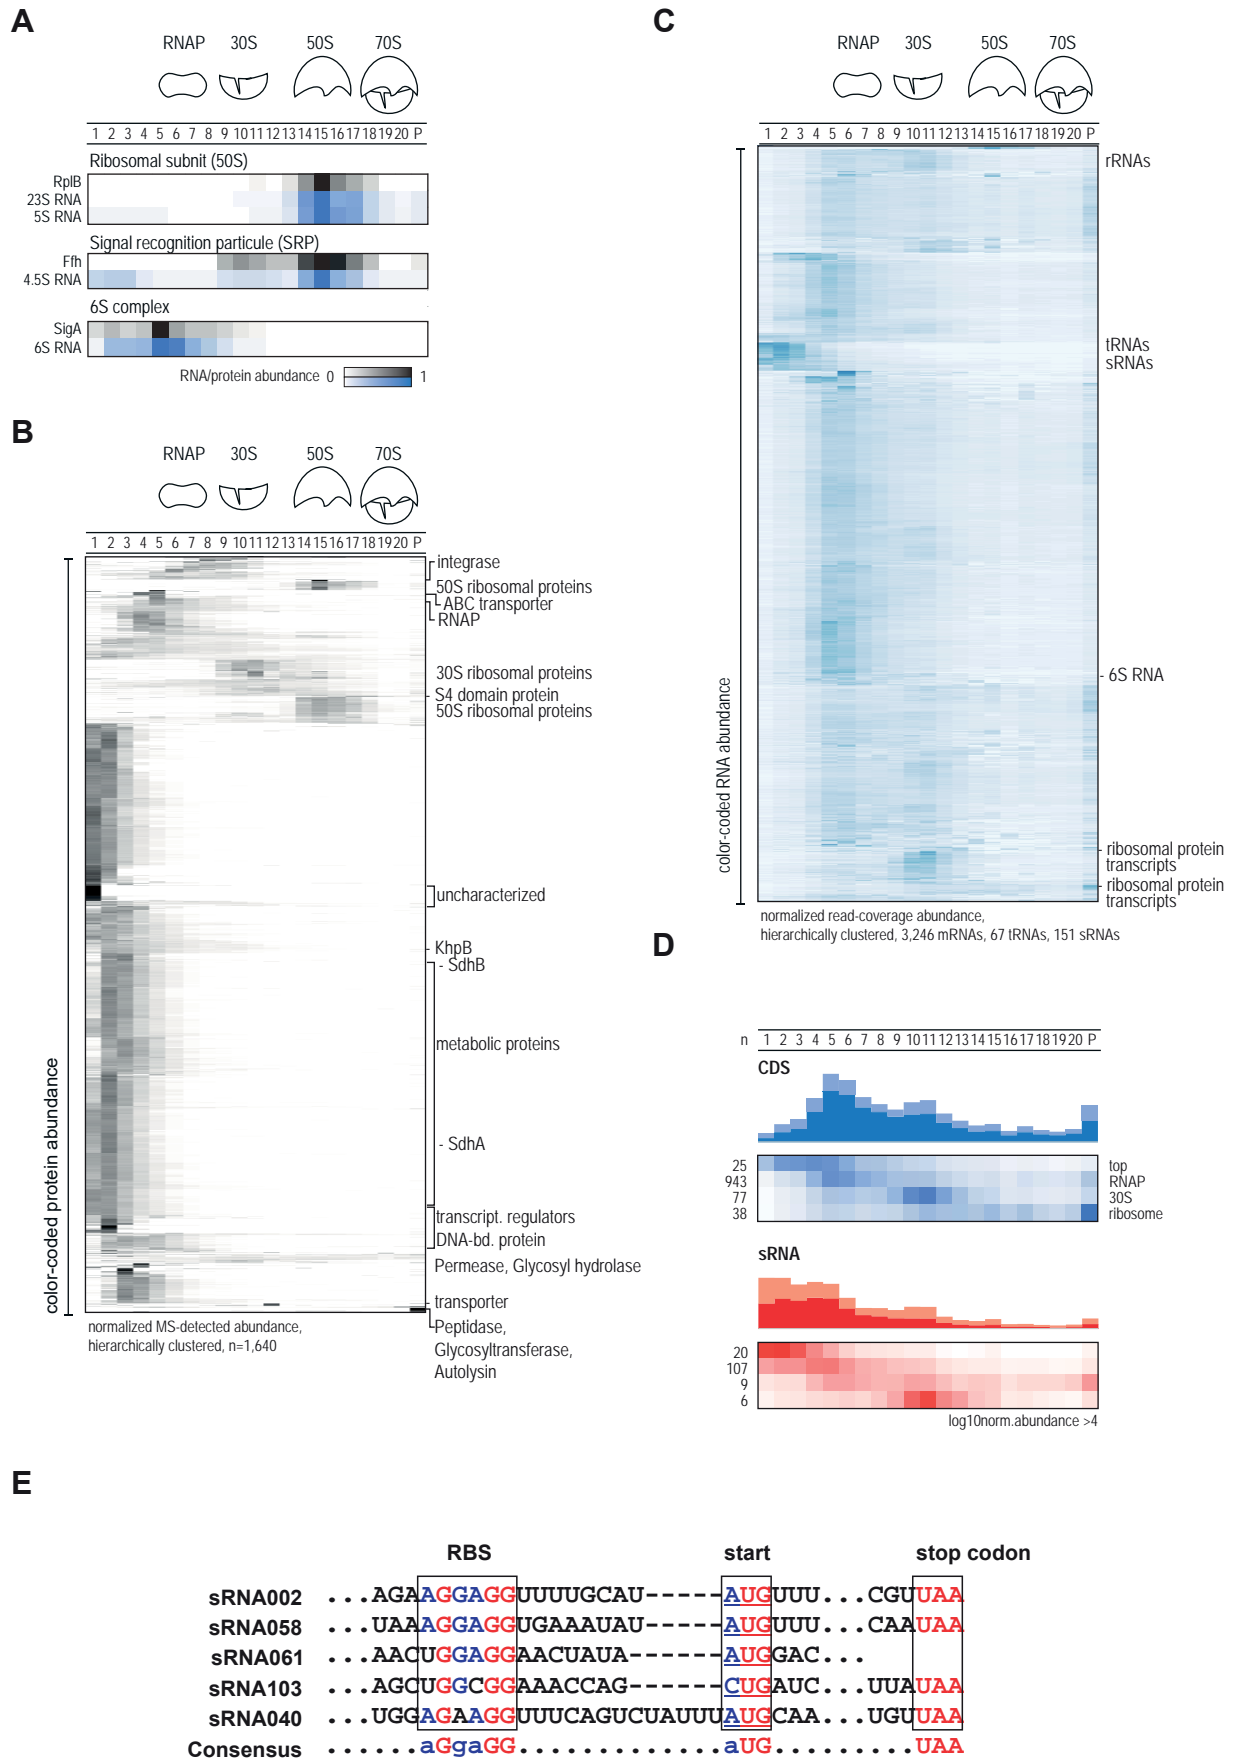 A
RNAP 30S 50S 70S
1 2 3 4 5 6 7 8 9 10 11 12 13 14 15 16 17 18 19 20 P
Ribosomal subnit (50S)
RplB
23S RNA
5S RNA
Signal recognition particule (SRP)
Ffh
4.5S RNA
6S complex
SigA
6S RNA
RNA/protein abundance 0 1
B
RNAP 30S 50S 70S
1 2 3 4 5 6 7 8 9 10 11 12 13 14 15 16 17 18 19 20 P
integrase
50S ribosomal proteins
ABC transporter
RNAP
30S ribosomal proteins
S4 domain protein
50S ribosomal proteins
uncharacterized
KhpB
- SdhB
metabolic proteins
- SdhA
transcript. regulators
DNA-bd. protein
Permease, Glycosyl hydrolase
transporter
Peptidase,
Glycosyltransferase,
Autolysin
color-coded protein abundance
normalized MS-detected abundance,
hierarchically clustered, n=1,640
C
RNAP 30S 50S 70S
1 2 3 4 5 6 7 8 9 10 11 12 13 14 15 16 17 18 19 20 P
rRNAs
tRNAs
sRNAs
- 6S RNA
ribosomal protein
transcripts
ribosomal protein
transcripts
color-coded RNA abundance
normalized read-coverage abundance,
hierarchically clustered, 3,246 mRNAs, 67 tRNAs, 151 sRNAs
D
n 1 2 3 4 5 6 7 8 9 10 11 12 13 14 15 16 17 18 19 20 P
CDS
25 top
943 RNAP
77 30S
38 ribosome
sRNA
20
107
9
6
log10norm.abundance >4
E
RBS start stop codon
sRNA002 ...AGAAGGAGGUUUUGCAU-----AUGUUU...CGUUAA
sRNA058 ...UAAAGGAGGUGAAAUAU-----AUGUUU...CAAUAA
sRNA061 ...AACUGGAGGAACUAUA------AUGGAC...
sRNA103 ...AGCUGGCGGAAACCAG------CUGAUC...UUAUAA
sRNA040 ...UGGAGAAGGUUUCAGUCUAUUUAUGCAA...UGUUAA
Consensus ......aGgaGG.............aUG.........UAA